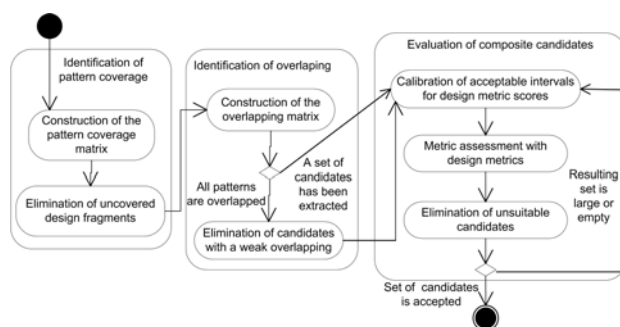 Identification of
pattern coverage
Construction of the
pattern coverage
matrix
Elimination of uncovered
design fragments
Identification of overlaping
Construction of the
overlapping matrix
All patterns
are overlapped
A set of
candidates
has been
extracted
Elimination of candidates
with a weak overlapping
Evaluation of composite candidates
Calibration of acceptable intervals
for design metric scores
Metric assessment with
design metrics
Elimination of unsuitable
candidates
Resulting
set is
large or
empty
Set of candidates
is accepted